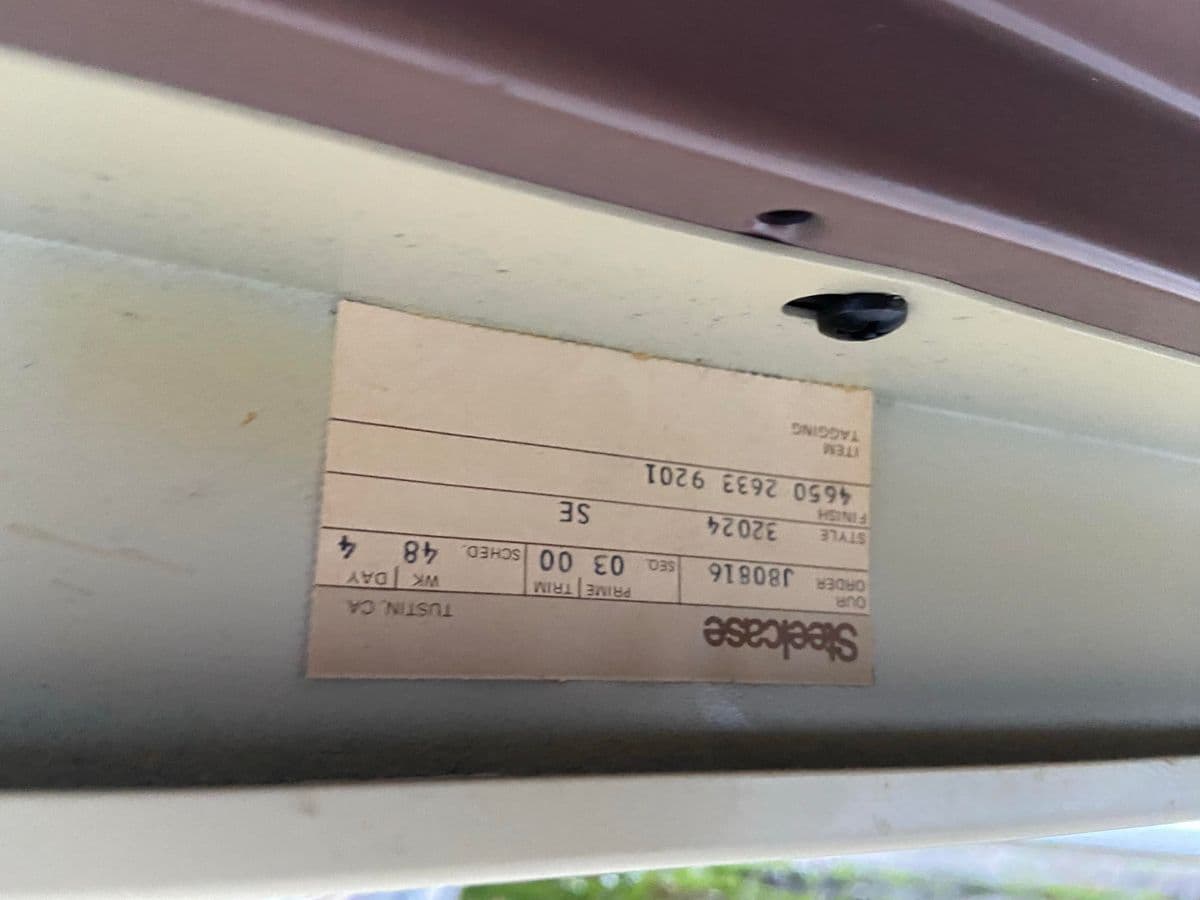 Steelcase TUSTIN, CA
OUR ORDER J80816 SEQ. PRIME 03 TRIM 00 SCHED. WK 48 DAY 4
STYLE 32024 SE
FINISH 4650 2633 9201
ITEM TAGGING